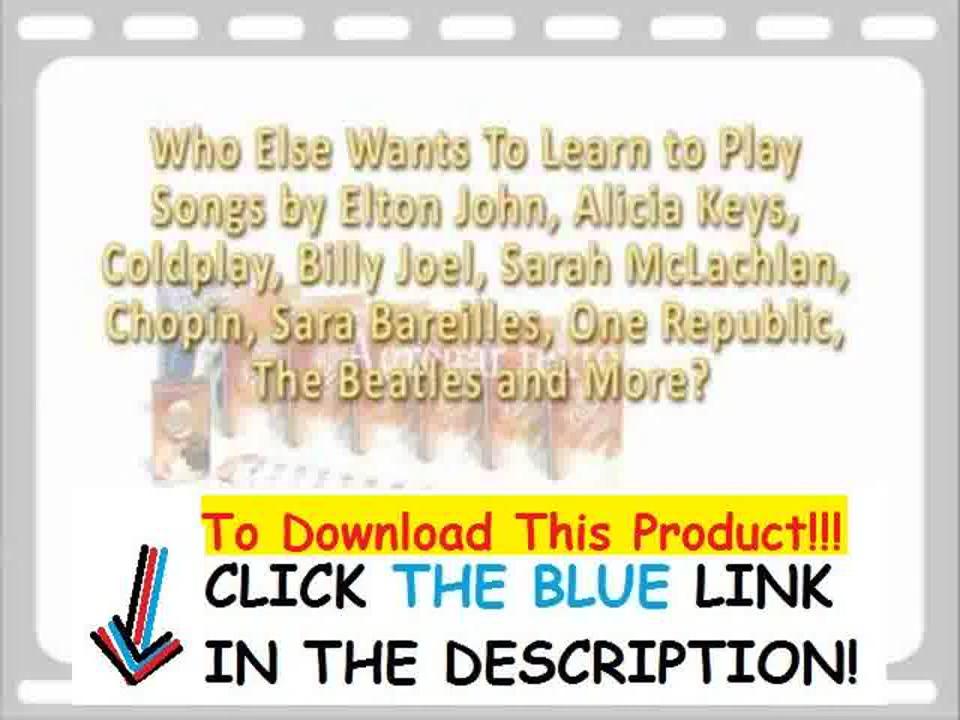 Who Else Wants To Learn to Play
Songs by Elton John, Alicia Keys,
Coldplay, Billy Joel, Sarah McLachlan,
Chopin, Sara Bareilles, One Republic,
The Beatles and More?
To Download This Product!!!
CLICK THE BLUE LINK
IN THE DESCRIPTION!